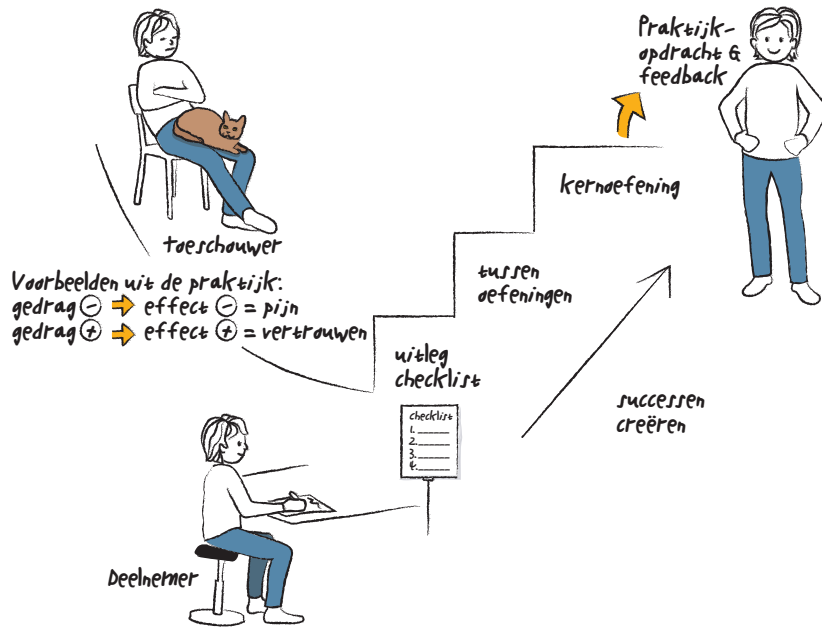 Praktijk-
opdracht &
feedback
kernoefening
toeschouwer
tussen
oefeningen
Voorbeelden uit de praktijk:
gedrag - → effect - = pijn
gedrag + → effect + = vertrouwen
uitleg
checklist
checklist
1.
2.
3.
4.
successen
creëren
Deelnemer